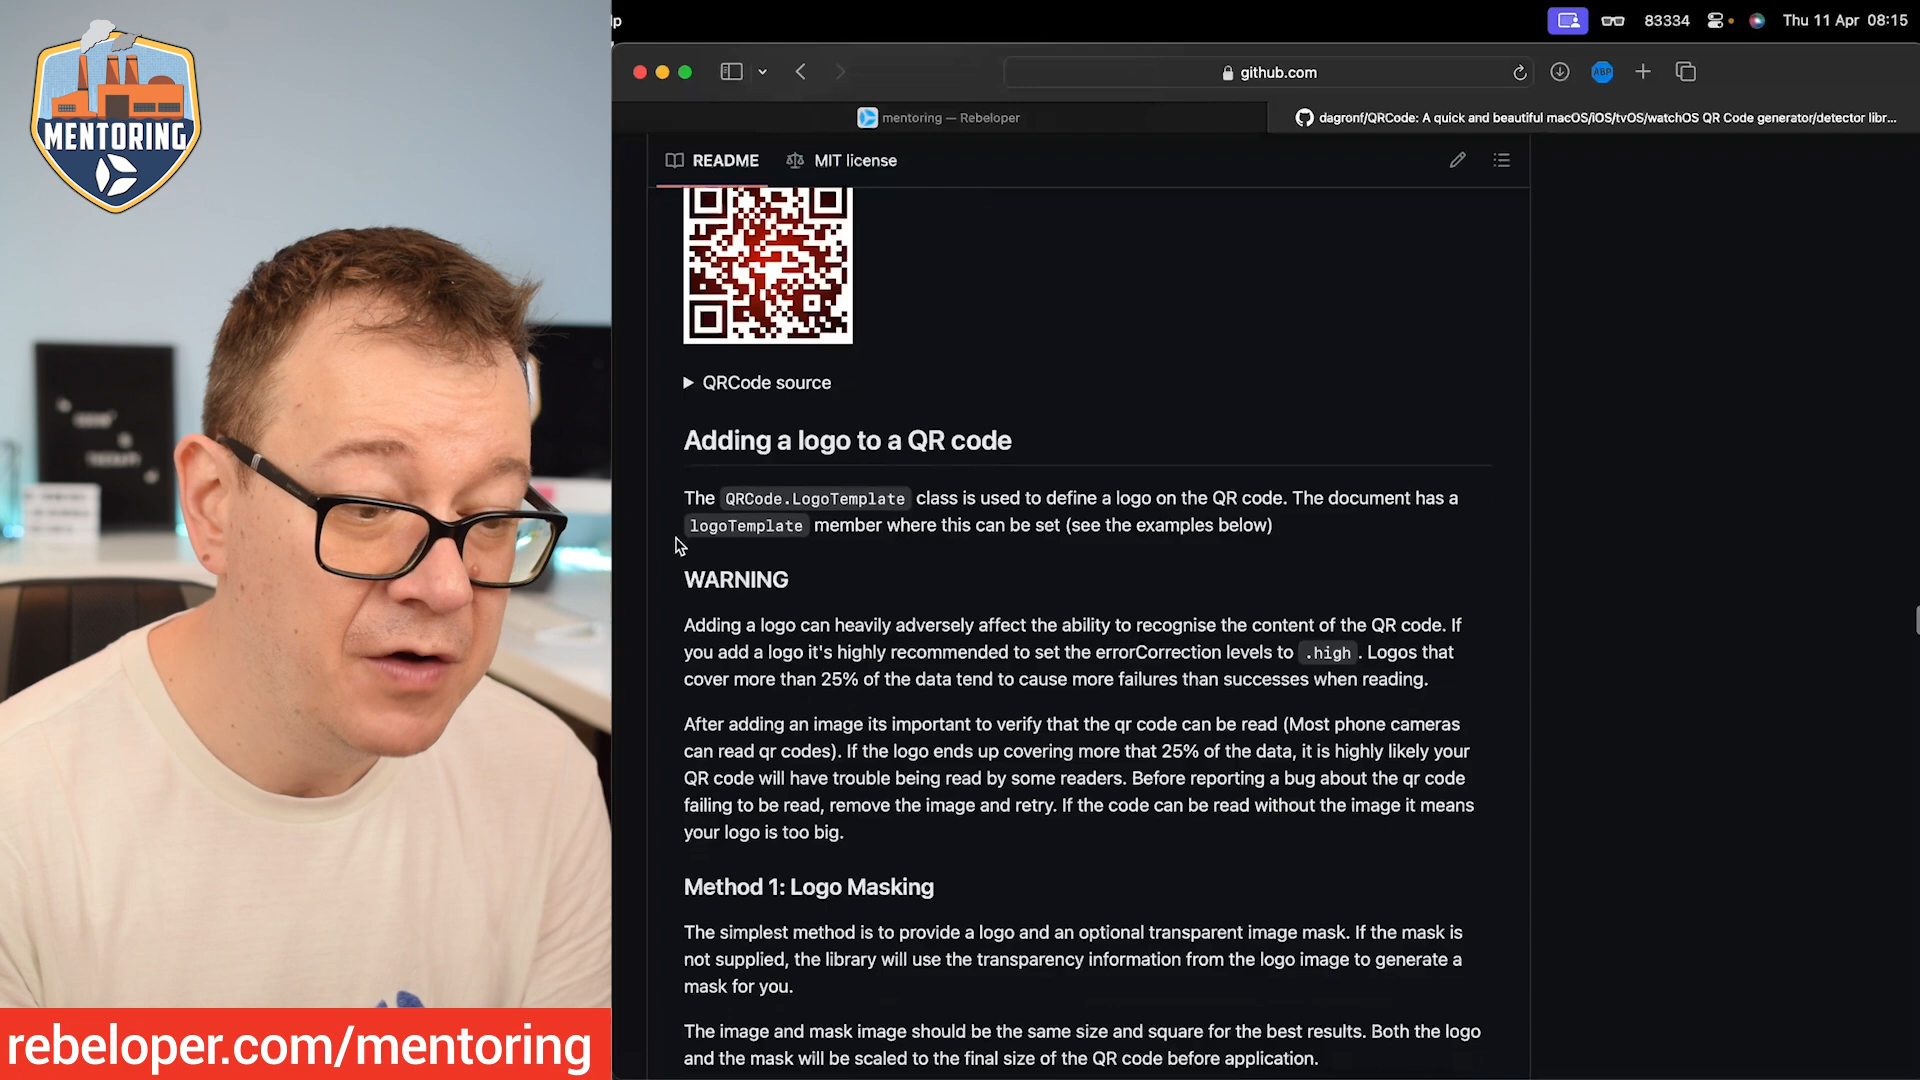 MENTORING
lp
83334
Thu 11 Apr 08:15
github.com
ABP
mentoring — Rebeloper
dagronf/QRCode: A quick and beautiful macOS/iOS/tvOS/watchOS QR Code generator/detector libr...
README
MIT license
QRCode source
Adding a logo to a QR code
The QRCode.LogoTemplate class is used to define a logo on the QR code. The document has a
logoTemplate member where this can be set (see the examples below)
WARNING
Adding a logo can heavily adversely affect the ability to recognise the content of the QR code. If
you add a logo it's highly recommended to set the errorCorrection levels to .high. Logos that
cover more than 25% of the data tend to cause more failures than successes when reading.
After adding an image its important to verify that the qr code can be read (Most phone cameras
can read qr codes). If the logo ends up covering more that 25% of the data, it is highly likely your
QR code will have trouble being read by some readers. Before reporting a bug about the qr code
failing to be read, remove the image and retry. If the code can be read without the image it means
your logo is too big.
Method 1: Logo Masking
The simplest method is to provide a logo and an optional transparent image mask. If the mask is
not supplied, the library will use the transparency information from the logo image to generate a
mask for you.
The image and mask image should be the same size and square for the best results. Both the logo
and the mask will be scaled to the final size of the QR code before application.
rebeloper.com/mentoring